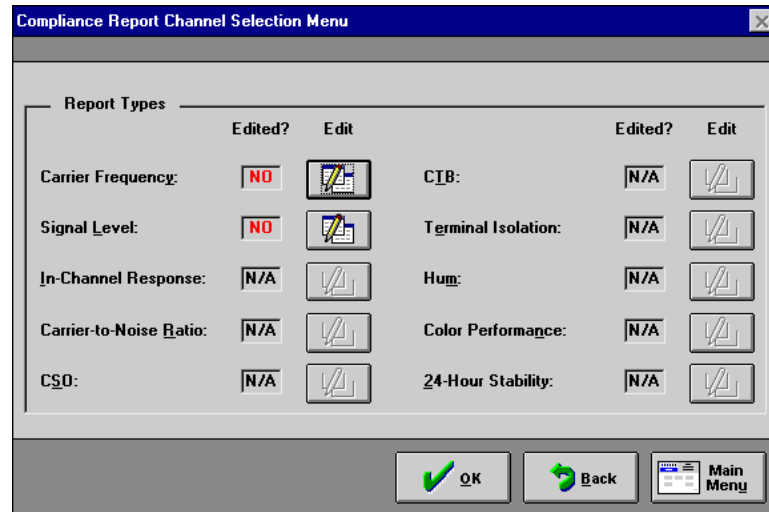 Compliance Report Channel Selection Menu
Report Types
Edited? Edit Edited? Edit
Carrier Frequency: NO CTB: N/A
Signal Level: NO Terminal Isolation: N/A
In-Channel Response: N/A Hum: N/A
Carrier-to-Noise Ratio: N/A Color Performance: N/A
CSO: N/A 24-Hour Stability: N/A
OK Back Main Menu